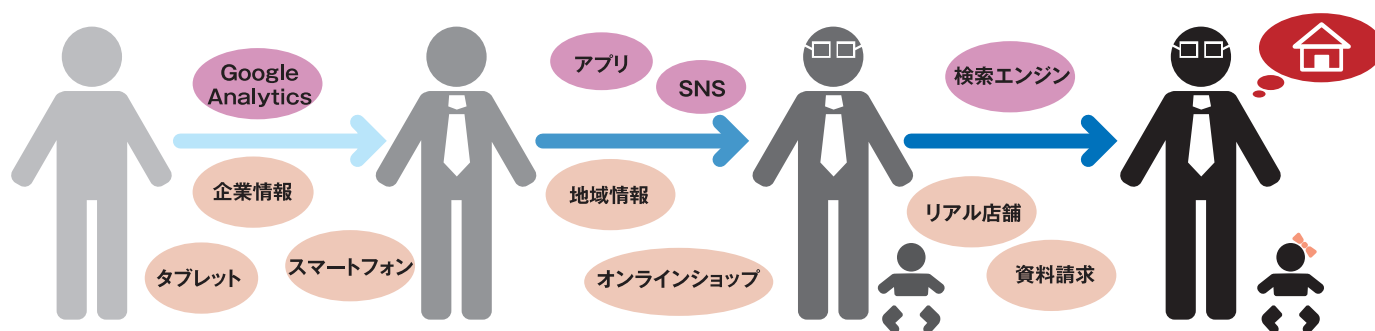 Google
Analytics
企業情報
タブレット
スマートフォン
アプリ
SNS
地域情報
オンラインショップ
検索エンジン
リアル店舗
資料請求